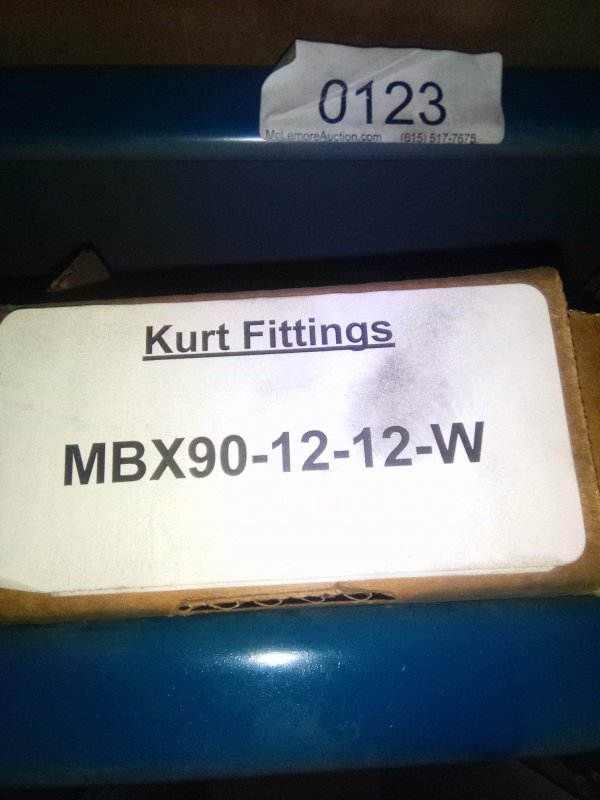 0123
McLemoreAuction.com (615) 517-7675
Kurt Fittings
MBX90-12-12-W